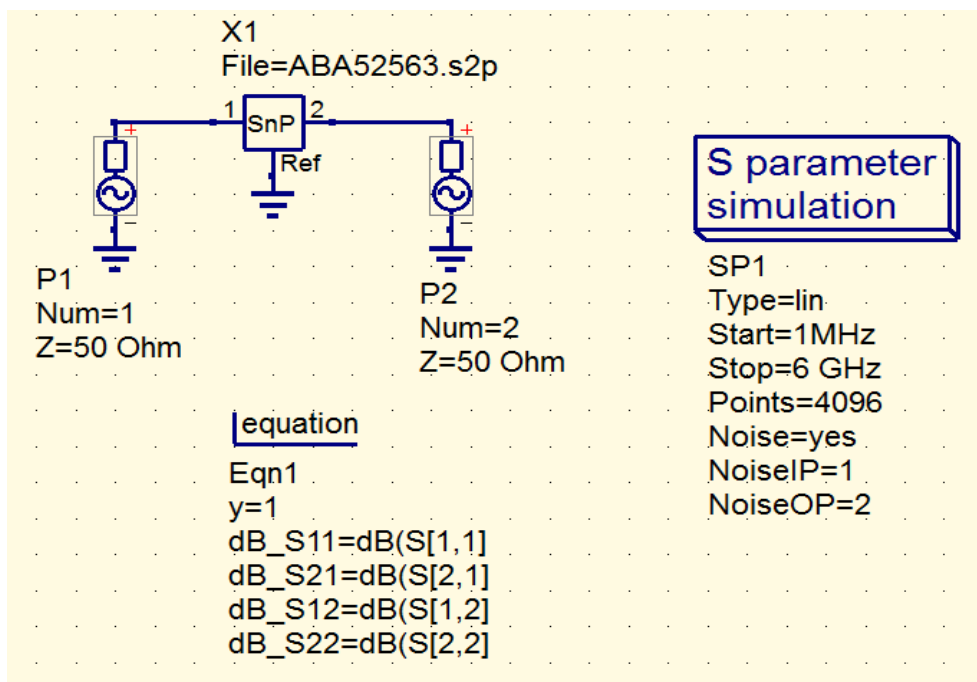 X1
File=ABA52563.s2p
1
SnP
2
Ref
+
-
+
-
P1
Num=1
Z=50 Ohm
P2
Num=2
Z=50 Ohm
S parameter
simulation
SP1
Type=lin
Start=1MHz
Stop=6 GHz
Points=4096
Noise=yes
NoiseIP=1
NoiseOP=2
equation
Eqn1
y=1
dB_S11=dB(S[1,1]
dB_S21=dB(S[2,1]
dB_S12=dB(S[1,2]
dB_S22=dB(S[2,2]